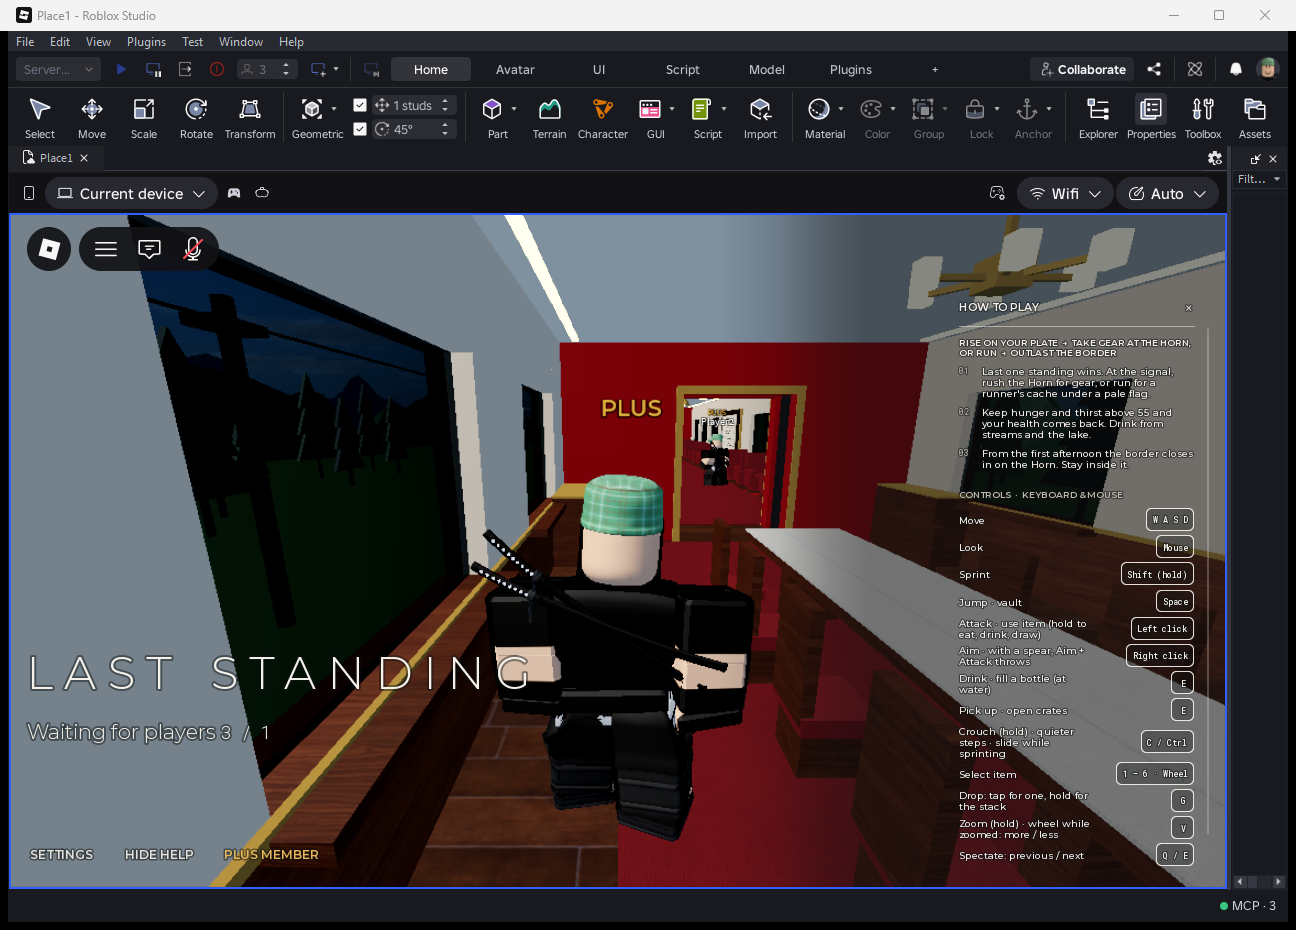 Place1 - Roblox Studio
File Edit View Plugins Test Window Help
Server... 3 Home Avatar UI Script Model Plugins + Collaborate
1 studs
45°
Select Move Scale Rotate Transform Geometric Part Terrain Character GUI Script Import Material Color Group Lock Anchor Explorer Properties Toolbox Assets
Place1
Filt...
Current device Wifi Auto
HOW TO PLAY ×
RISE ON YOUR PLATE → TAKE GEAR AT THE HORN,
OR RUN → OUTLAST THE BORDER
01 Last one standing wins. At the signal,
rush the Horn for gear, or run for a
runner's cache under a pale flag.
02 Keep hunger and thirst above 55 and
your health comes back. Drink from
streams and the lake.
03 From the first afternoon the border closes
in on the Horn. Stay inside it.
PLUS
PLUS
Player2
CONTROLS · KEYBOARD & MOUSE
Move W A S D
Look Mouse
Sprint Shift (hold)
Jump · vault Space
Attack · use item (hold to
eat, drink, draw) Left click
Aim · with a spear, Aim +
Attack throws Right click
Drink · fill a bottle (at
water) E
Pick up · open crates E
Crouch (hold) · quieter
steps · slide while
sprinting C / Ctrl
Select item 1 – 6 · Wheel
Drop: tap for one, hold for
the stack G
Zoom (hold) · wheel while
zoomed: more / less V
Spectate: previous / next Q / E
LAST STANDING
Waiting for players 3 / 1
SETTINGS HIDE HELP PLUS MEMBER
MCP · 3